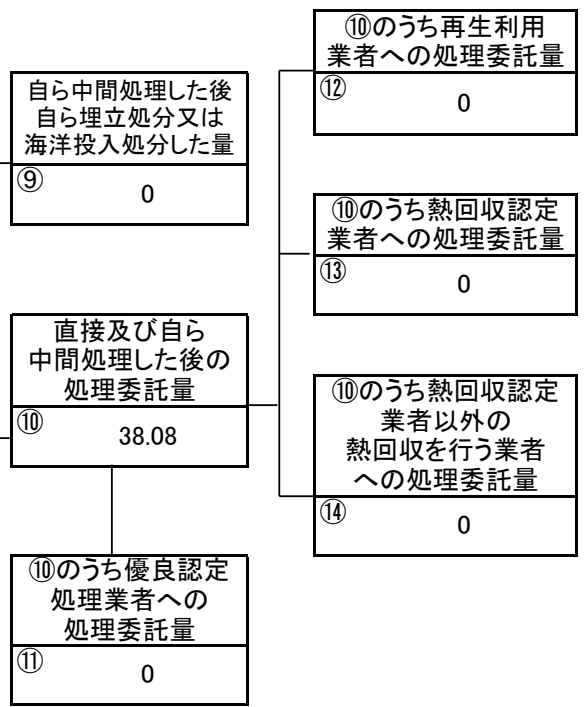 自ら中間処理した後
自ら埋立処分又は
海洋投入処分した量
⑨
0
直接及び自ら
中間処理した後の
処理委託量
⑩
38.08
⑩のうち優良認定
処理業者への
処理委託量
⑪
0
⑩のうち再生利用
業者への処理委託量
⑫
0
⑩のうち熱回収認定
業者への処理委託量
⑬
0
⑩のうち熱回収認定
業者以外の
熱回収を行う業者
への処理委託量
⑭
0